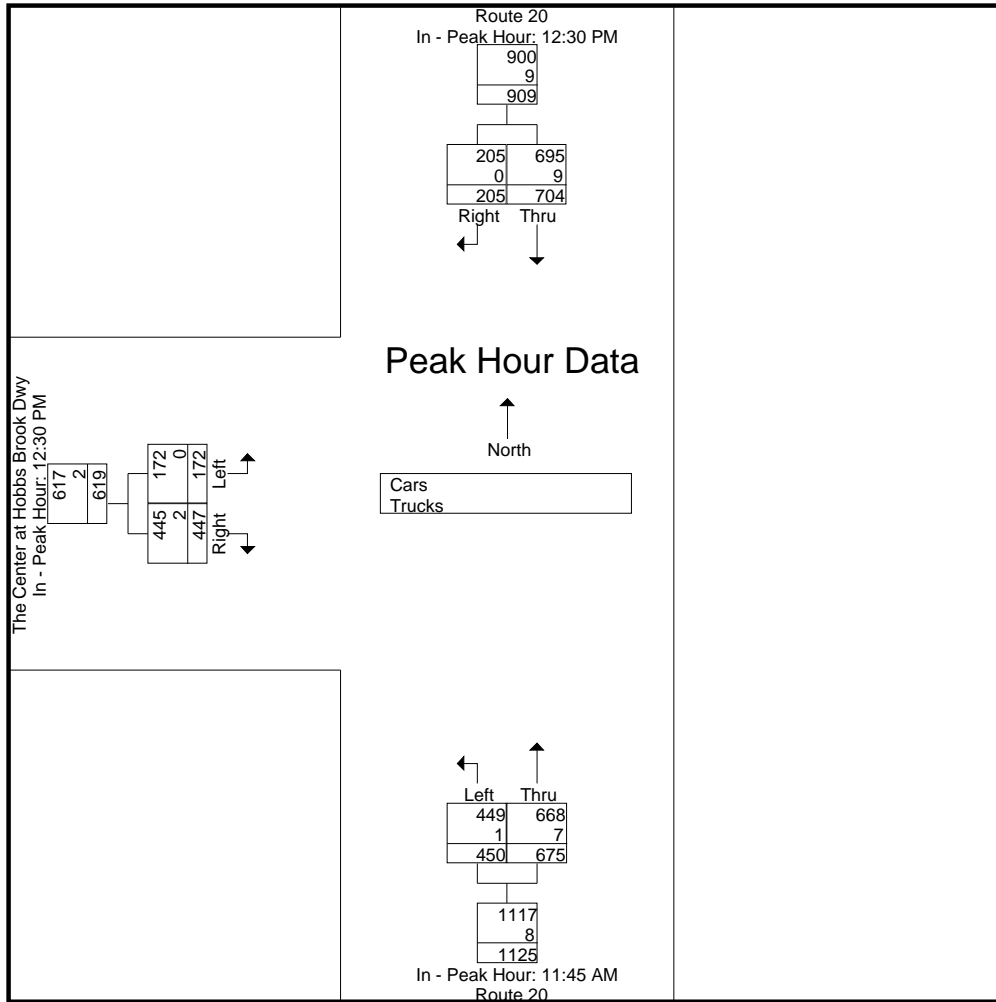 Route 20
In - Peak Hour: 12:30 PM
900
9
909
205 695
0 9
205 704
Right Thru
Peak Hour Data
North
Cars
Trucks
The Center at Hobbs Brook Dwy
In - Peak Hour: 12:30 PM
617
2
619
172
0
172
Left
445
2
447
Right
Left Thru
449 668
1 7
450 675
1117
8
1125
In - Peak Hour: 11:45 AM
Route 20